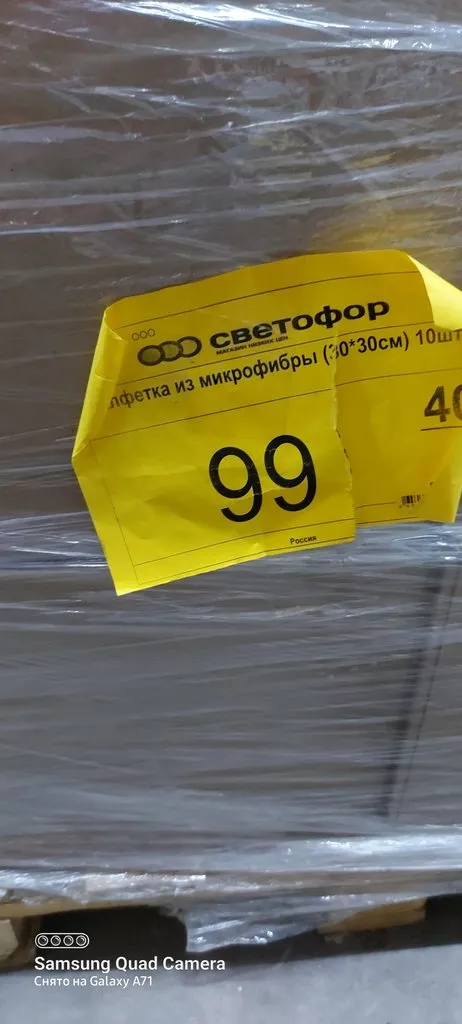 светофор
МАГАЗИН НИЗКИХ ЦЕН
лфетка из микрофибры (30*30см) 10шт
99
40
Россия
Samsung Quad Camera
Снято на Galaxy A71